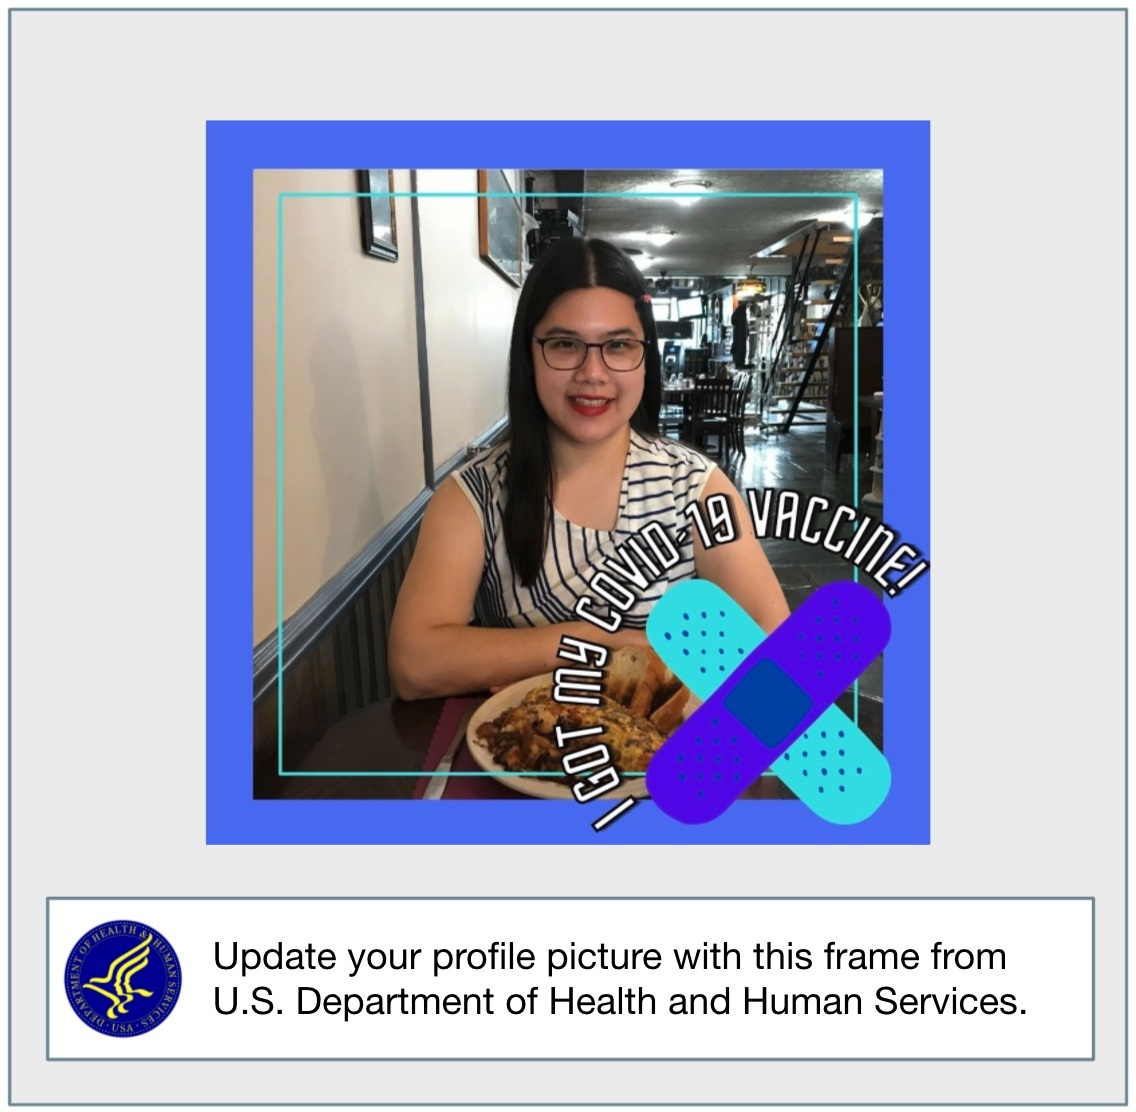 I GOT MY COVID-19 VACCINE!
DEPARTMENT OF HEALTH & HUMAN SERVICES · USA ·
Update your profile picture with this frame from
U.S. Department of Health and Human Services.